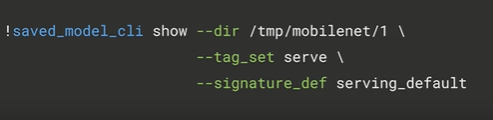 !saved_model_cli show --dir /tmp/mobilenet/1 \
--tag_set serve \
--signature_def serving_default